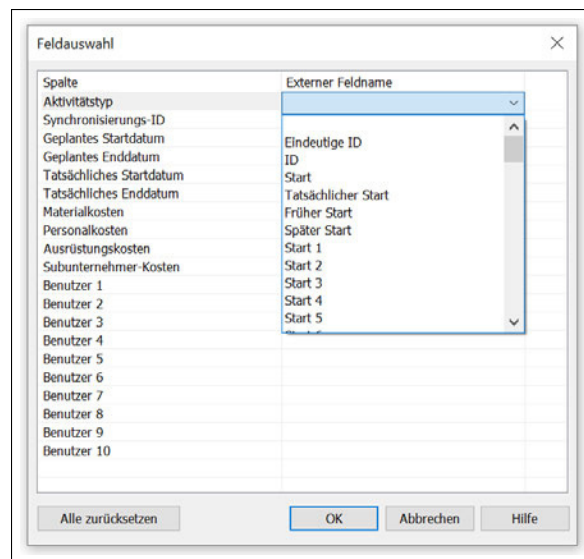 Feldauswahl
Spalte Externer Feldname
Aktivitätstyp
Synchronisierungs-ID
Geplantes Startdatum Eindeutige ID
Geplantes Enddatum ID
Tatsächliches Startdatum Start
Tatsächliches Enddatum Tatsächlicher Start
Materialkosten Früher Start
Personalkosten Später Start
Ausrüstungskosten Start 1
Subunternehmer-Kosten Start 2
Benutzer 1 Start 3
Benutzer 2 Start 4
Benutzer 3 Start 5
Benutzer 4
Benutzer 5
Benutzer 6
Benutzer 7
Benutzer 8
Benutzer 9
Benutzer 10
Alle zurücksetzen OK Abbrechen Hilfe